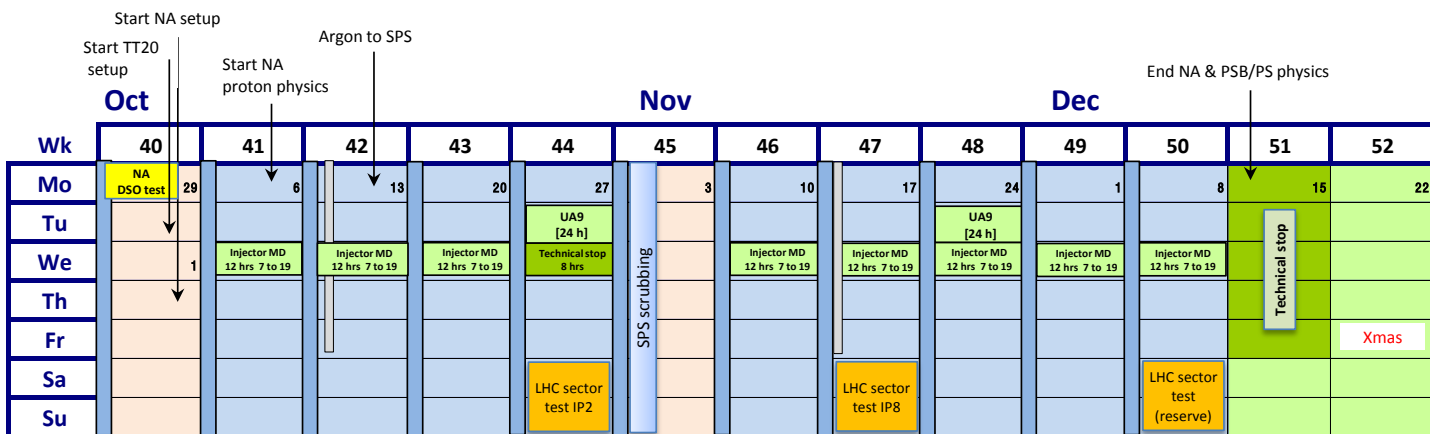 Start NA setup
Start TT20
setup
Start NA
proton physics
Argon to SPS
End NA & PSB/PS physics
Oct Nov Dec
Wk 40 41 42 43 44 45 46 47 48 49 50 51 52
Mo NA
DSO test 29 6 13 20 27 3 10 17 24 1 8 15 22
Tu UA9
[24 h] UA9
[24 h]
We 1 Injector MD
12 hrs 7 to 19 Injector MD
12 hrs 7 to 19 Injector MD
12 hrs 7 to 19 Technical stop
8 hrs Injector MD
12 hrs 7 to 19 Injector MD
12 hrs 7 to 19 Injector MD
12 hrs 7 to 19 Injector MD
12 hrs 7 to 19 Injector MD
12 hrs 7 to 19
SPS scrubbing
Technical stop
Th
Fr Xmas
Sa LHC sector
test IP2 LHC sector
test IP8 LHC sector
test
(reserve)
Su